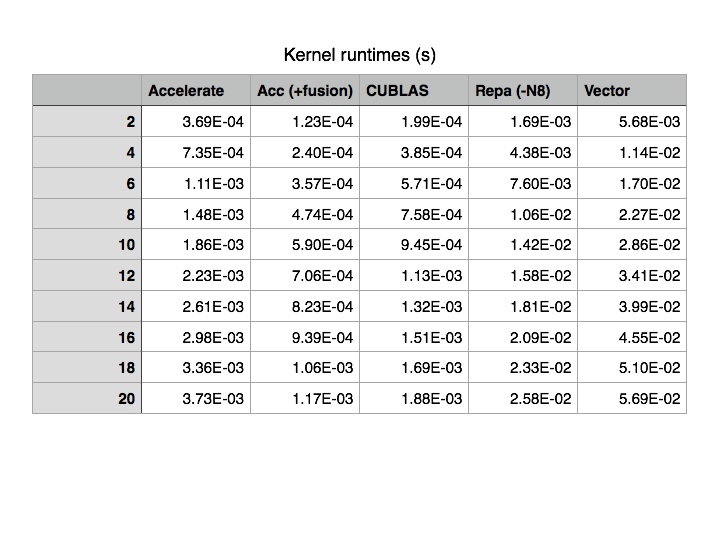 Kernel runtimes (s)
Accelerate Acc (+fusion) CUBLAS Repa (-N8) Vector
2 3.69E-04 1.23E-04 1.99E-04 1.69E-03 5.68E-03
4 7.35E-04 2.40E-04 3.85E-04 4.38E-03 1.14E-02
6 1.11E-03 3.57E-04 5.71E-04 7.60E-03 1.70E-02
8 1.48E-03 4.74E-04 7.58E-04 1.06E-02 2.27E-02
10 1.86E-03 5.90E-04 9.45E-04 1.42E-02 2.86E-02
12 2.23E-03 7.06E-04 1.13E-03 1.58E-02 3.41E-02
14 2.61E-03 8.23E-04 1.32E-03 1.81E-02 3.99E-02
16 2.98E-03 9.39E-04 1.51E-03 2.09E-02 4.55E-02
18 3.36E-03 1.06E-03 1.69E-03 2.33E-02 5.10E-02
20 3.73E-03 1.17E-03 1.88E-03 2.58E-02 5.69E-02